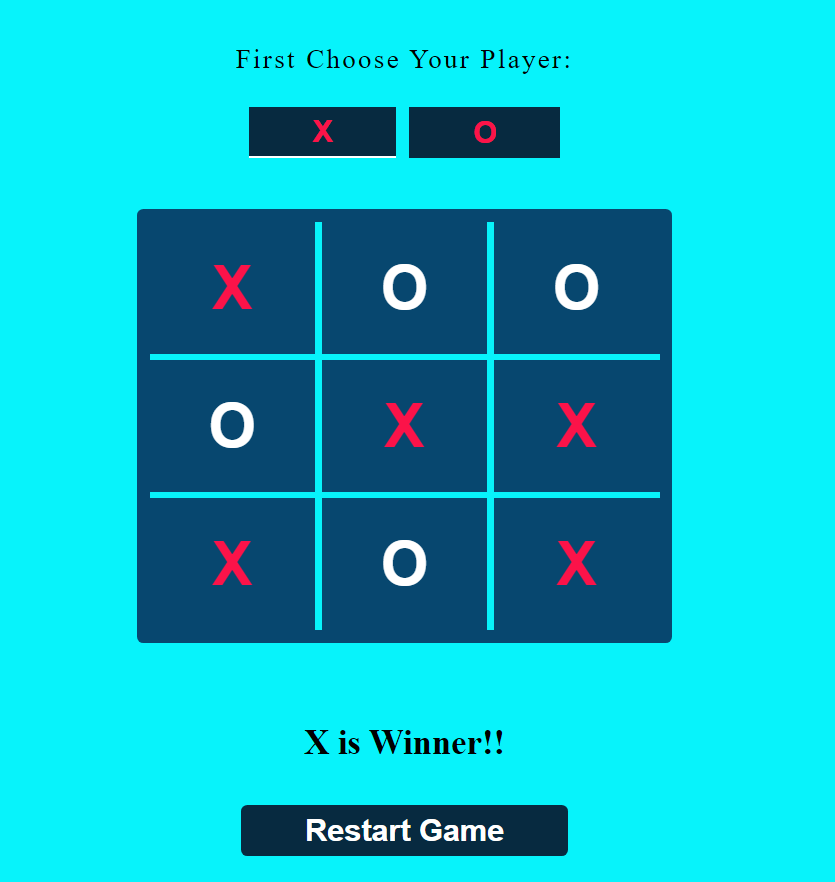 First Choose Your Player:
X O
X O O
O X X
X O X
X is Winner!!
Restart Game